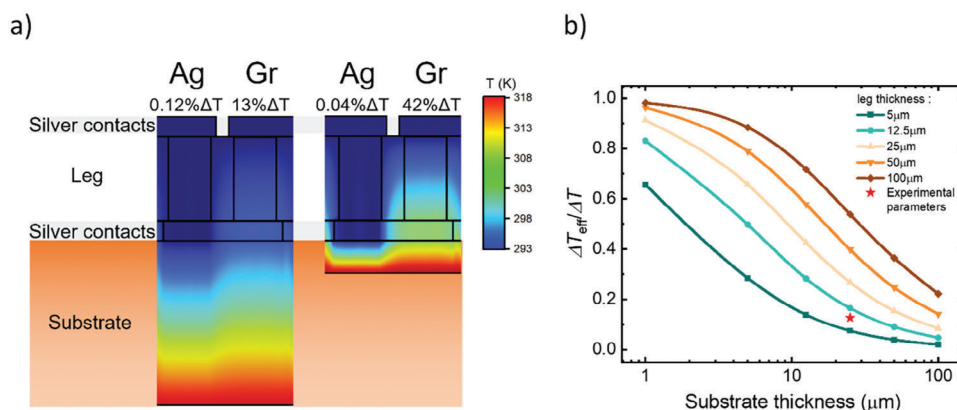 a)
Ag Gr Ag Gr
0.12%ΔT 13%ΔT 0.04%ΔT 42%ΔT
T (K)
Silver contacts
Leg
Silver contacts
Substrate
318
313
308
303
298
293
b)
ΔTeff/ΔT
1.0
0.8
0.6
0.4
0.2
0.0
leg thickness :
5μm
12.5μm
25μm
50μm
100μm
Experimental
parameters
1 10 100
Substrate thickness (μm)